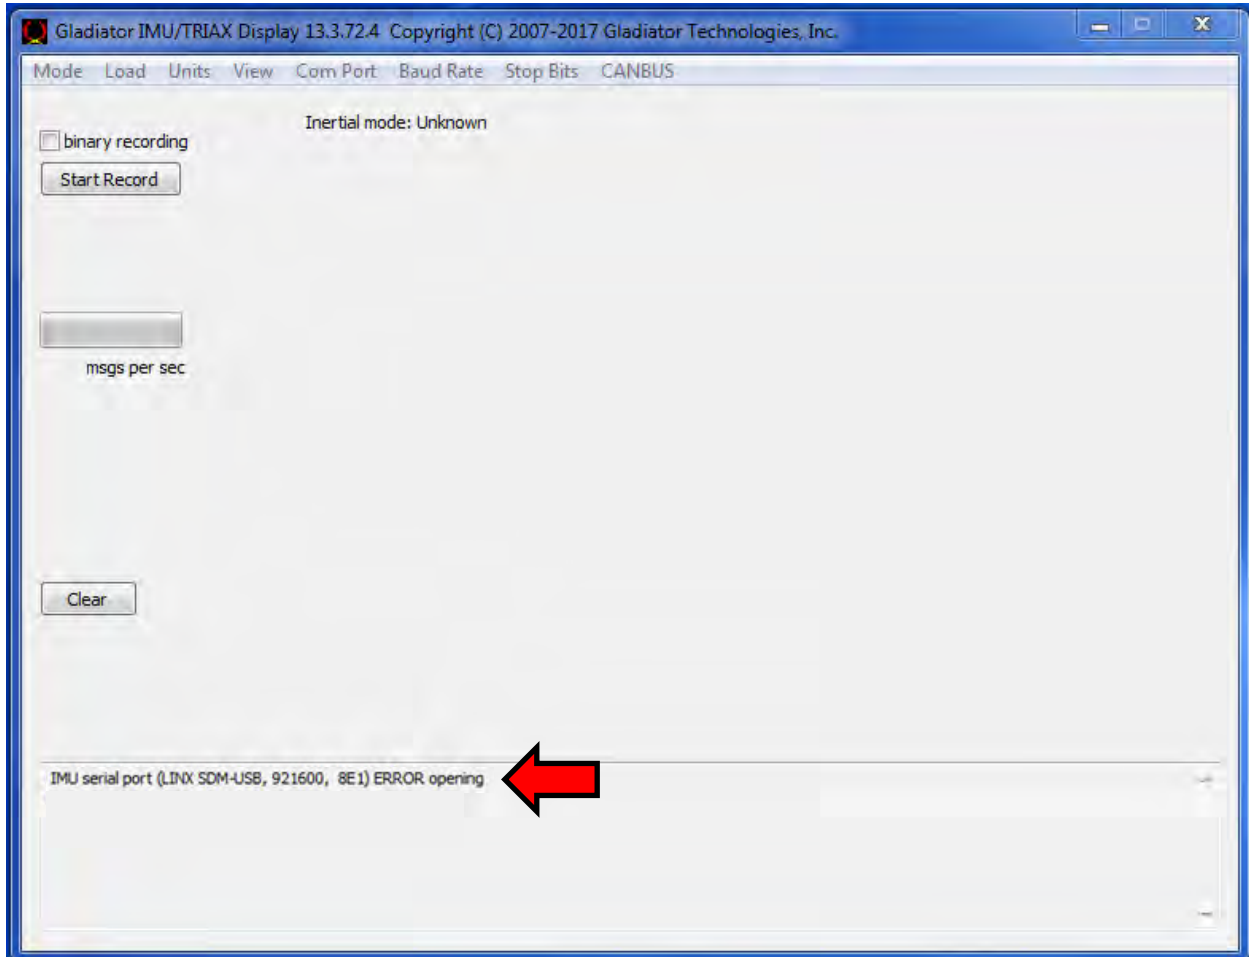 Gladiator IMU/TRIAX Display 13.3.72.4 Copyright (C) 2007-2017 Gladiator Technologies, Inc.
Mode Load Units View Com Port Baud Rate Stop Bits CANBUS
Inertial mode: Unknown
binary recording
Start Record
msgs per sec
Clear
IMU serial port (LINX SDM-USB, 921600, 8E1) ERROR opening